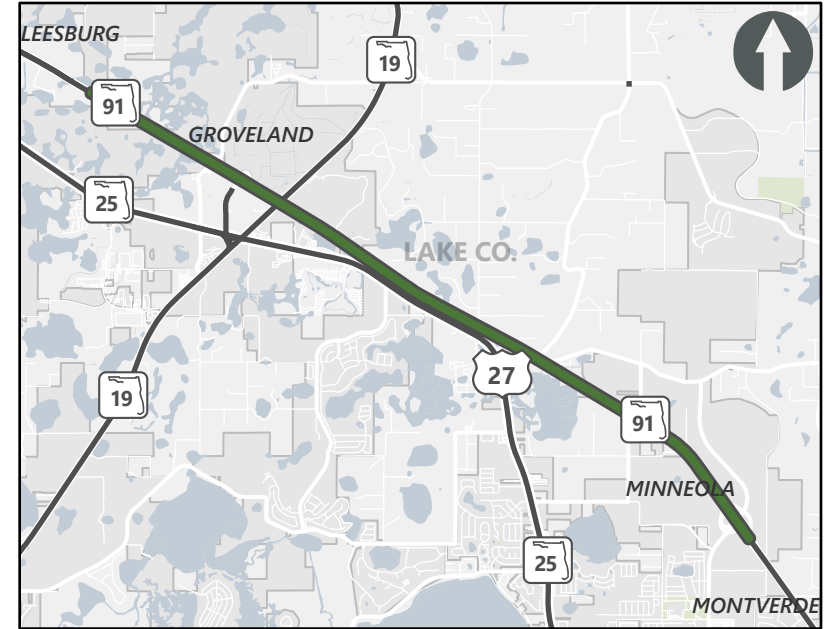 LEESBURG
19
91
GROVELAND
25
LAKE CO.
27
19
91
MINNEOLA
25
MONTVERDE